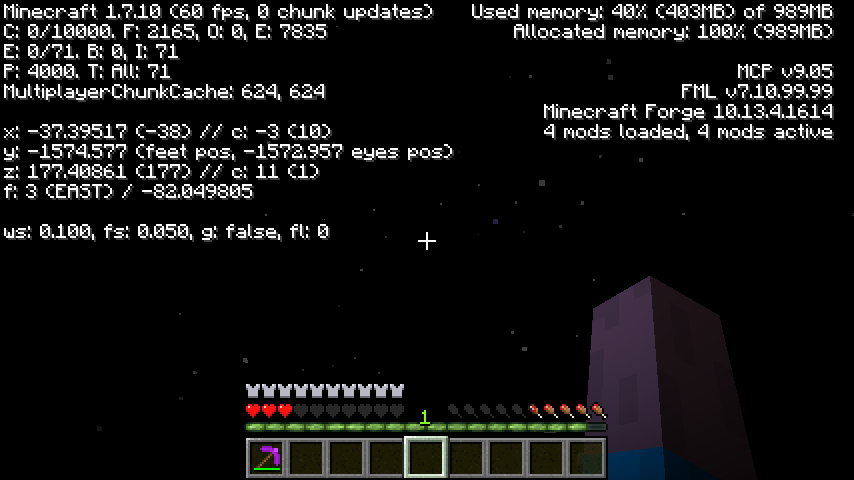 Minecraft 1.7.10 (60 fps, 0 chunk updates)
C: 0/10000. F: 2165, O: 0, E: 7835
E: 0/71. B: 0, I: 71
P: 4000. T: All: 71
MultiplayerChunkCache: 624, 624
x: -37.39517 (-38) // c: -3 (10)
y: -1574.577 (feet pos, -1572.957 eyes pos)
z: 177.40861 (177) // c: 11 (1)
f: 3 (EAST) / -82.049805
ws: 0.100, fs: 0.050, g: false, fl: 0
Used memory: 40% (403MB) of 989MB
Allocated memory: 100% (989MB)
MCP v9.05
FML v7.10.99.99
Minecraft Forge 10.13.4.1614
4 mods loaded, 4 mods active
1